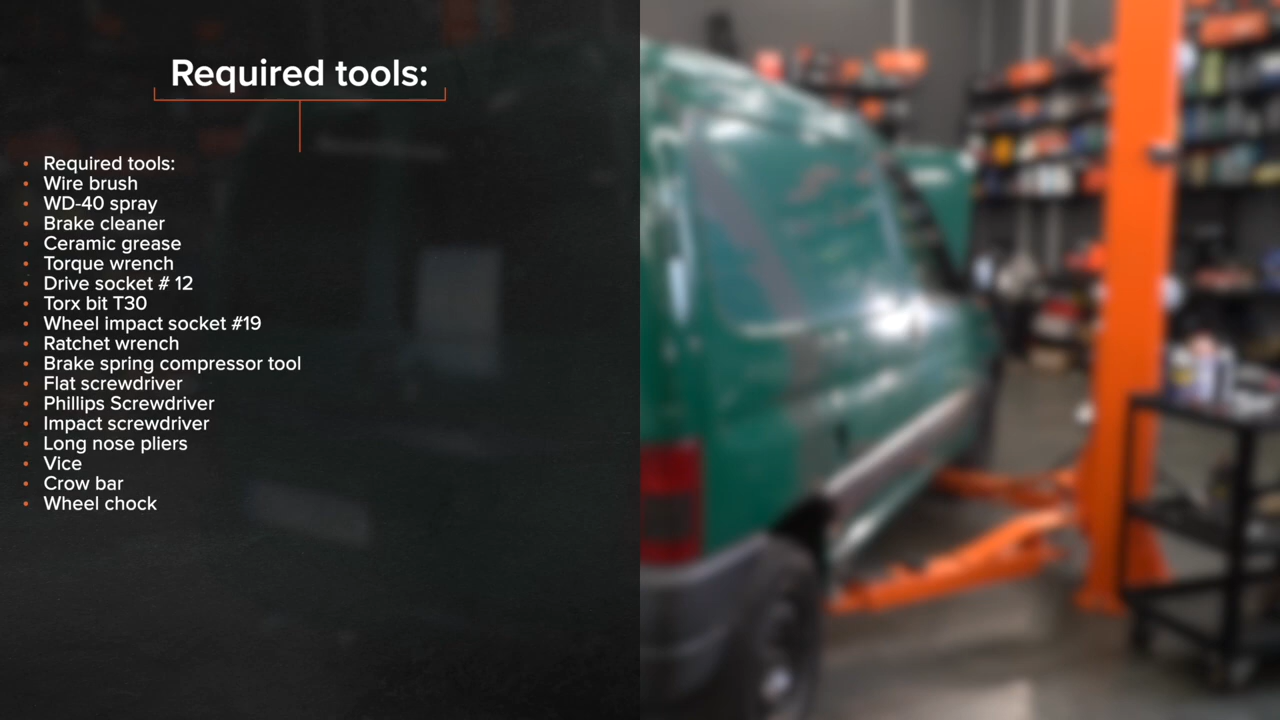 Required tools:
Required tools:
Wire brush
WD-40 spray
Brake cleaner
Ceramic grease
Torque wrench
Drive socket # 12
Torx bit T30
Wheel impact socket #19
Ratchet wrench
Brake spring compressor tool
Flat screwdriver
Phillips Screwdriver
Impact screwdriver
Long nose pliers
Vice
Crow bar
Wheel chock